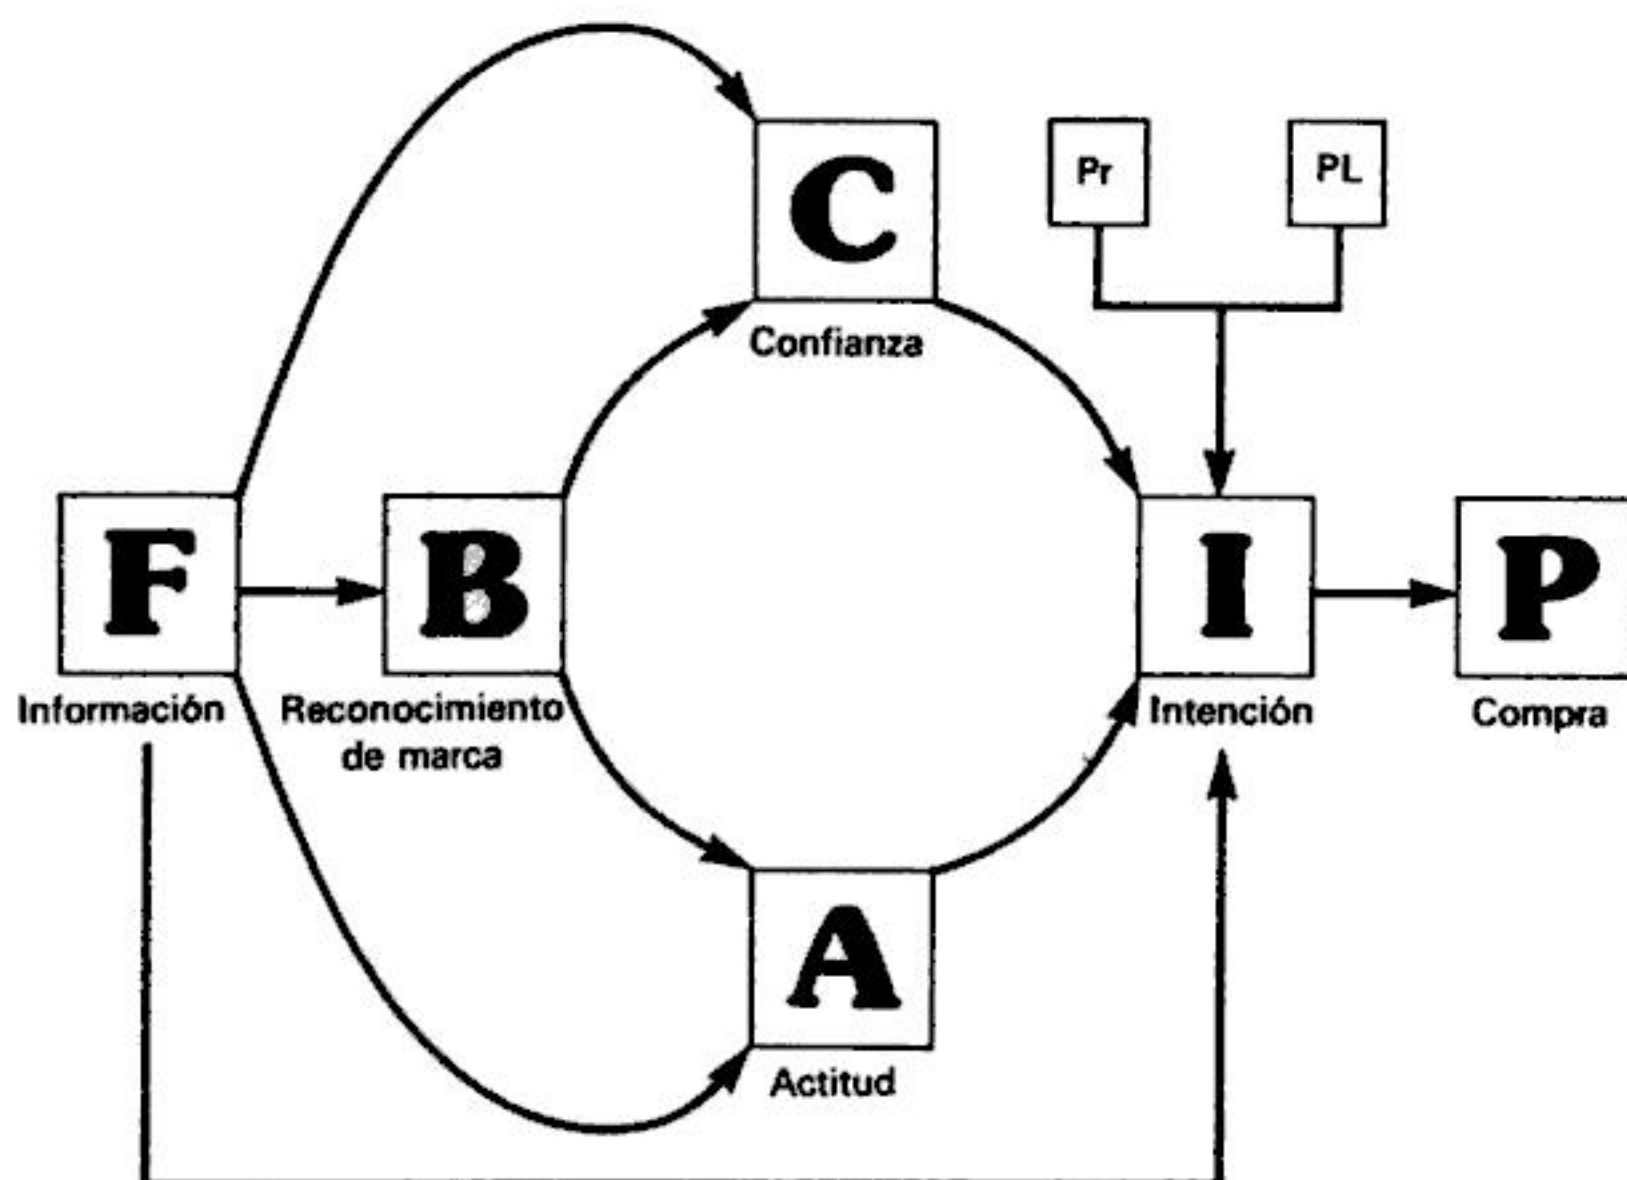 C
Confianza
Pr
PL
F
Información
B
Reconocimiento
de marca
I
Intención
P
Compra
A
Actitud